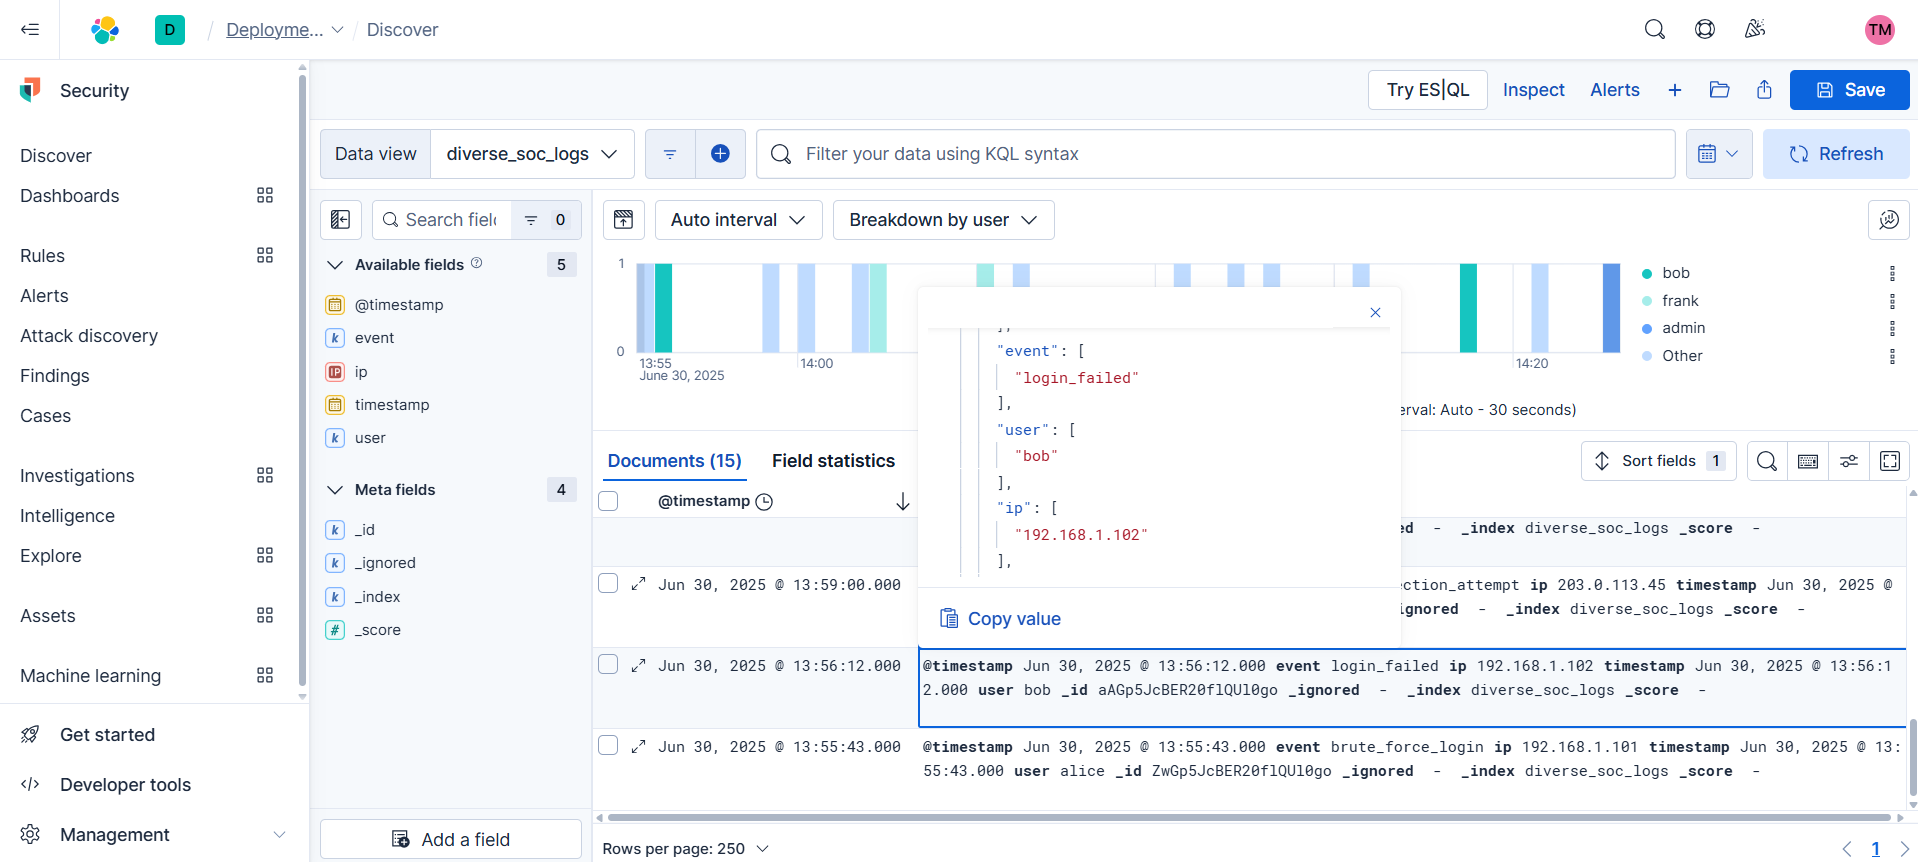 D / Deployme... / Discover
TM
Security
Try ES|QL Inspect Alerts + Save
Discover
Dashboards
Rules
Alerts
Attack discovery
Findings
Cases
Investigations
Intelligence
Explore
Assets
Machine learning
Get started
Developer tools
Management
Data view diverse_soc_logs Filter your data using KQL syntax Refresh
Search fiel 0
Auto interval Breakdown by user
Available fields 5
@timestamp
k event
IP ip
timestamp
k user
Meta fields 4
k _id
k _ignored
k _index
# _score
Add a field
1
0
13:55
June 30, 2025
14:00
14:20
bob
frank
admin
Other
erval: Auto - 30 seconds)
],
"event": [
"login_failed"
],
"user": [
"bob"
],
"ip": [
"192.168.1.102"
],
Copy value
Documents (15) Field statistics
Sort fields 1
@timestamp
ed - _index diverse_soc_logs _score -
Jun 30, 2025 @ 13:59:00.000
ection_attempt ip 203.0.113.45 timestamp Jun 30, 2025 @
ignored - _index diverse_soc_logs _score -
Jun 30, 2025 @ 13:56:12.000 @timestamp Jun 30, 2025 @ 13:56:12.000 event login_failed ip 192.168.1.102 timestamp Jun 30, 2025 @ 13:56:1
2.000 user bob _id aAGp5JcBER20flQUl0go _ignored - _index diverse_soc_logs _score -
Jun 30, 2025 @ 13:55:43.000 @timestamp Jun 30, 2025 @ 13:55:43.000 event brute_force_login ip 192.168.1.101 timestamp Jun 30, 2025 @ 13:
55:43.000 user alice _id ZwGp5JcBER20flQUl0go _ignored - _index diverse_soc_logs _score -
Rows per page: 250
1